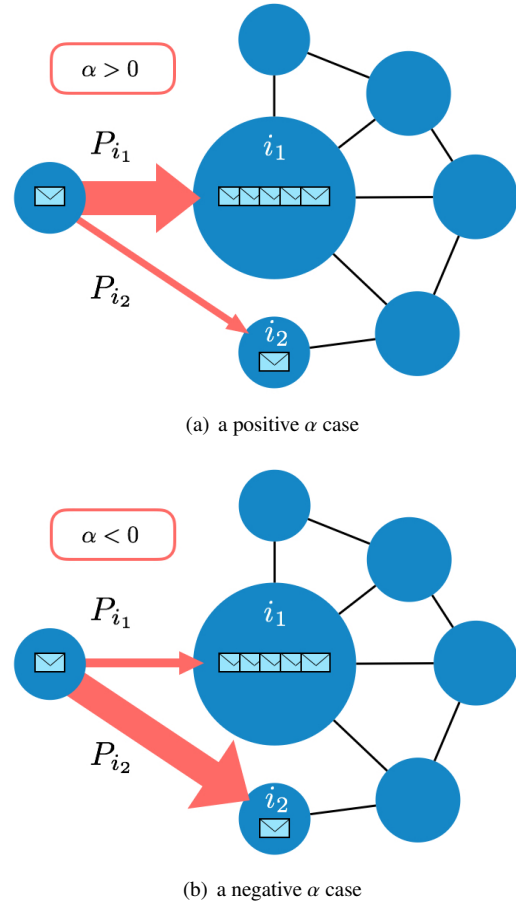 α > 0
P_{i_1}
i_1
P_{i_2}
i_2
(a) a positive α case
α < 0
P_{i_1}
i_1
P_{i_2}
i_2
(b) a negative α case